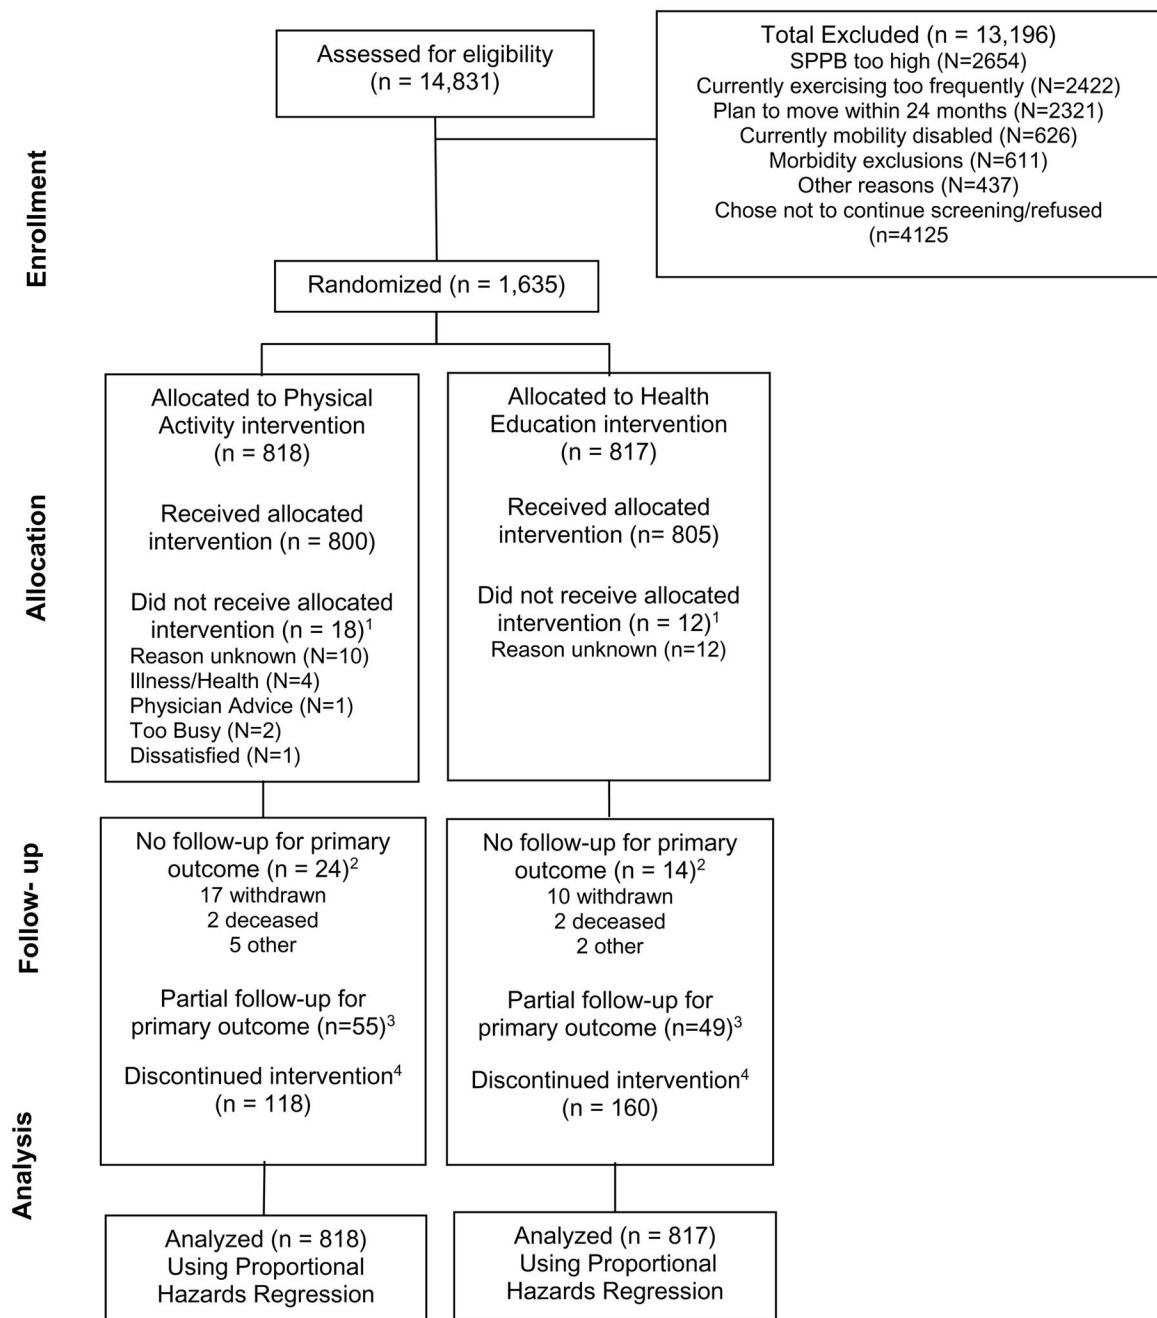 Assessed for eligibility
(n = 14,831)
Total Excluded (n = 13,196)
SPPB too high (N=2654)
Currently exercising too frequently (N=2422)
Plan to move within 24 months (N=2321)
Currently mobility disabled (N=626)
Morbidity exclusions (N=611)
Other reasons (N=437)
Chose not to continue screening/refused
(n=4125
Enrollment
Randomized (n = 1,635)
Allocation
Allocated to Physical
Activity intervention
(n = 818)
Received allocated
intervention (n = 800)
Did not receive allocated
intervention (n = 18)¹
Reason unknown (N=10)
Illness/Health (N=4)
Physician Advice (N=1)
Too Busy (N=2)
Dissatisfied (N=1)
Allocated to Health
Education intervention
(n = 817)
Received allocated
intervention (n= 805)
Did not receive allocated
intervention (n = 12)¹
Reason unknown (n=12)
Follow- up
No follow-up for primary
outcome (n = 24)²
17 withdrawn
2 deceased
5 other
Partial follow-up for
primary outcome (n=55)³
Discontinued intervention⁴
(n = 118)
No follow-up for primary
outcome (n = 14)²
10 withdrawn
2 deceased
2 other
Partial follow-up for
primary outcome (n=49)³
Discontinued intervention⁴
(n = 160)
Analysis
Analyzed (n = 818)
Using Proportional
Hazards Regression
Analyzed (n = 817)
Using Proportional
Hazards Regression